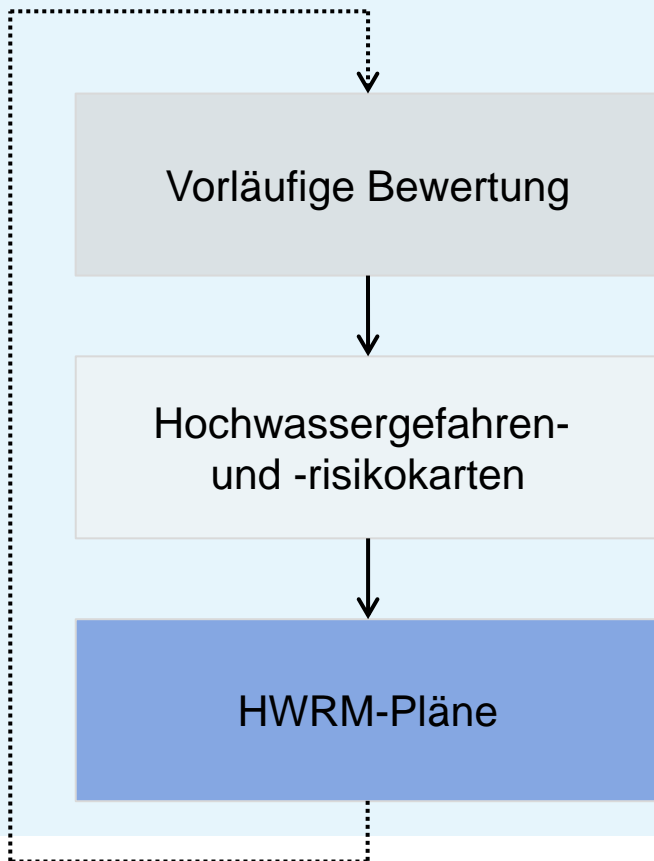 Vorläufige Bewertung
Hochwassergefahren-
und -risikokarten
HWRM-Pläne